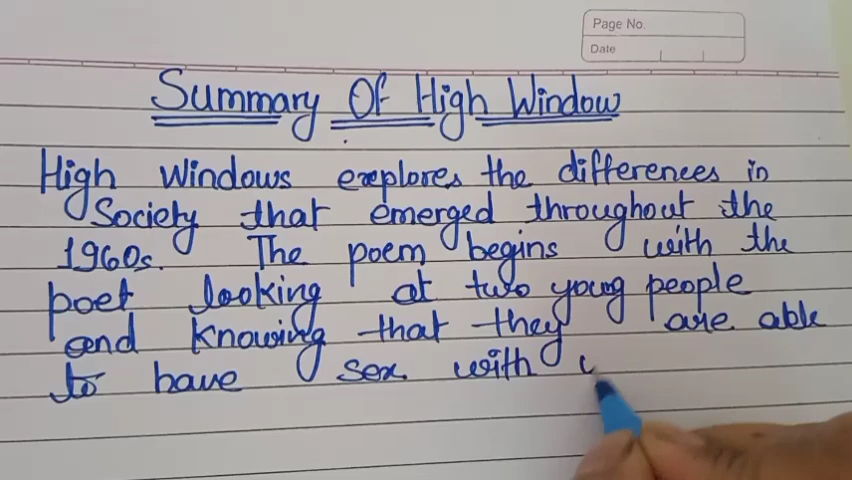 Page No.
Date
Summary Of High Window
High Windows explores the differences in
Society that emerged throughout the
1960s. The poem begins with the
poet looking at two young people
and knowing that they are able
to have sex with